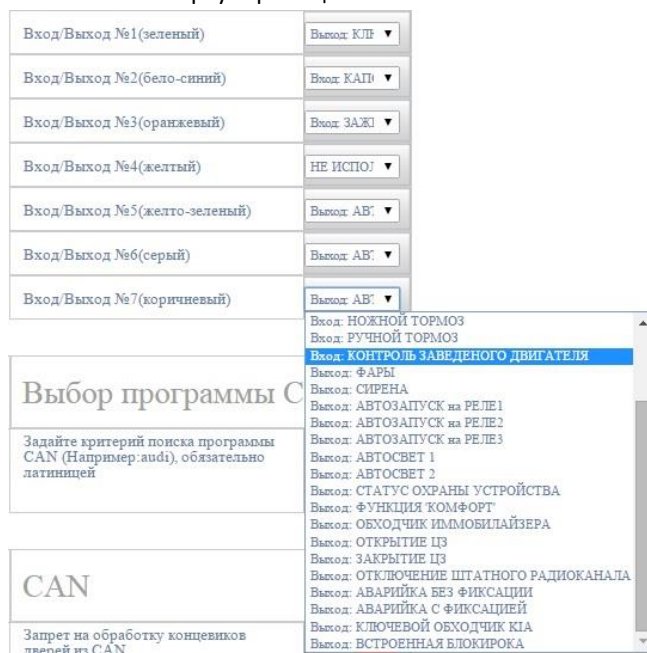 Вход/Выход №1(зеленый) Выход: КЛЮ
Вход/Выход №2(бело-синий) Вход: КАПО
Вход/Выход №3(оранжевый) Вход: ЗАЖ
Вход/Выход №4(желтый) НЕ ИСПОЛ
Вход/Выход №5(желто-зеленый) Выход: АВТ
Вход/Выход №6(серый) Выход: АВТ
Вход/Выход №7(коричневый) Выход: АВТ
Вход: НОЖНОЙ ТОРМОЗ
Вход: РУЧНОЙ ТОРМОЗ
Вход: КОНТРОЛЬ ЗАВЕДЕНОГО ДВИГАТЕЛЯ
Выход: ФАРЫ
Выход: СИРЕНА
Выход: АВТОЗАПУСК на РЕЛЕ1
Выход: АВТОЗАПУСК на РЕЛЕ2
Выход: АВТОЗАПУСК на РЕЛЕ3
Выход: АВТОСВЕТ 1
Выход: АВТОСВЕТ 2
Выход: СТАТУС ОХРАНЫ УСТРОЙСТВА
Выход: ФУНКЦИЯ 'КОМФОРТ'
Выход: ОБХОДЧИК ИММОБИЛАЙЗЕРА
Выход: ОТКРЫТИЕ ЦЗ
Выход: ЗАКРЫТИЕ ЦЗ
Выход: ОТКЛЮЧЕНИЕ ШТАТНОГО РАДИОКАНАЛА
Выход: АВАРИЙКА БЕЗ ФИКСАЦИИ
Выход: АВАРИЙКА С ФИКСАЦИЕЙ
Выход: КЛЮЧЕВОЙ ОБХОДЧИК KIA
Выход: ВСТРОЕННАЯ БЛОКИРОКА
Выбор программы C
Задайте критерий поиска программы
CAN (Например:audi), обязательно
латиницей
CAN
Запрет на обработку концевиков
дверей из CAN